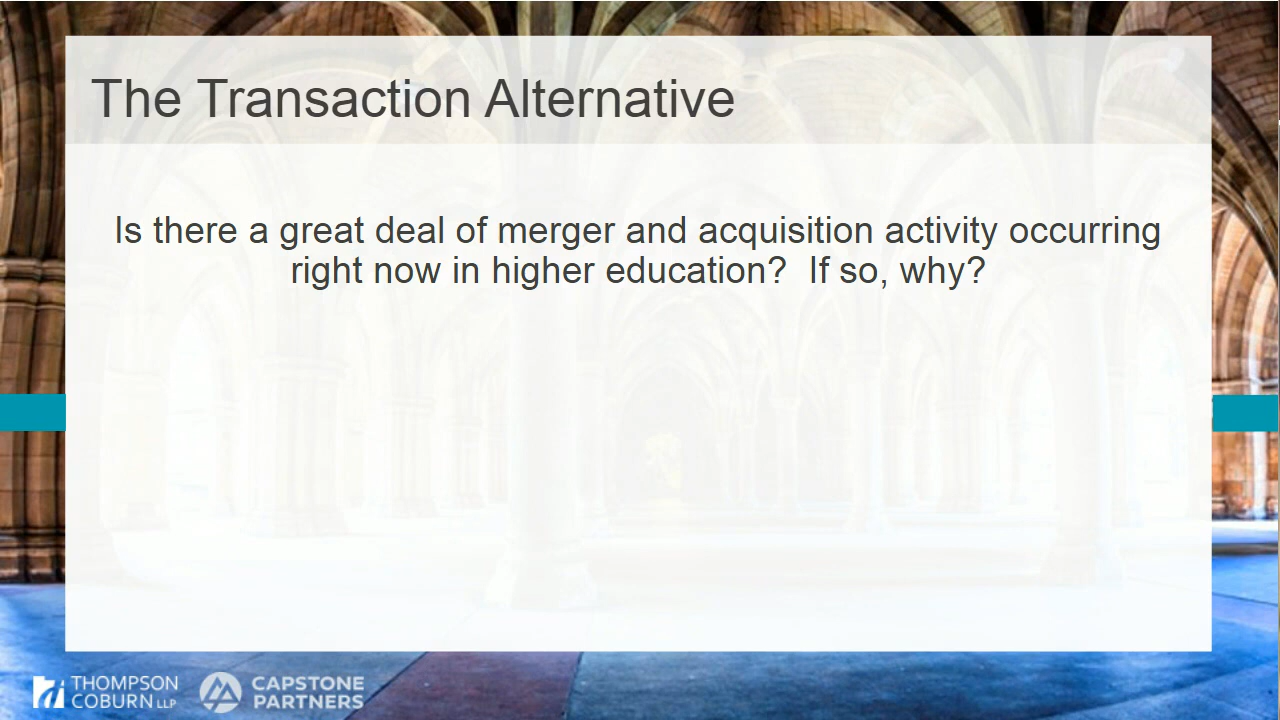 The Transaction Alternative
Is there a great deal of merger and acquisition activity occurring
right now in higher education?  If so, why?
THOMPSON
COBURN LLP
CAPSTONE
PARTNERS